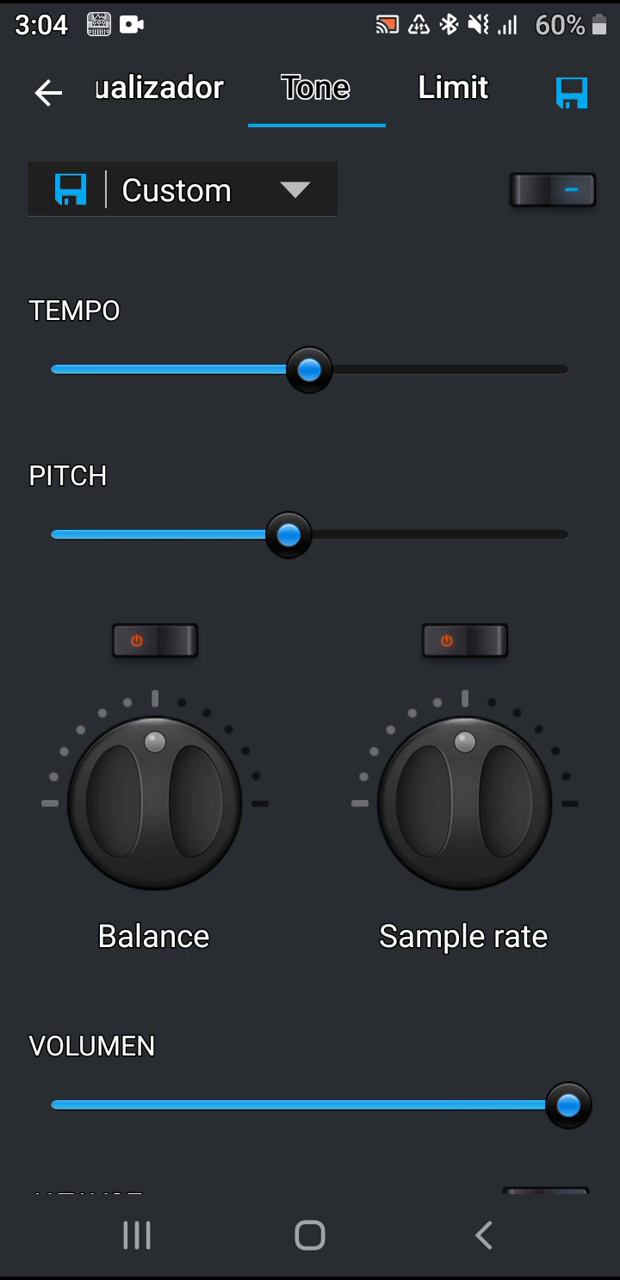 3:04 60%
ualizador Tone Limit
Custom
TEMPO
PITCH
Balance Sample rate
VOLUMEN